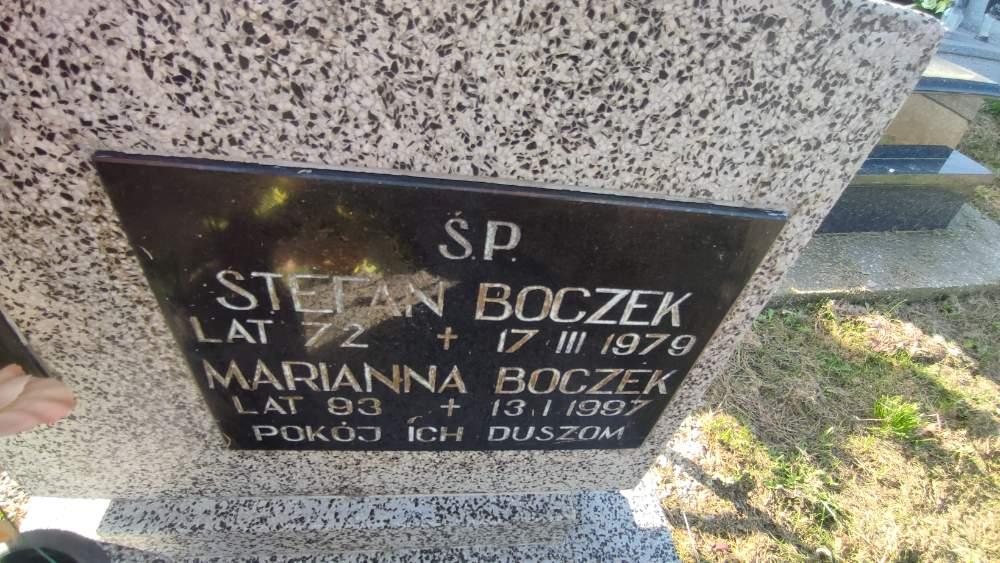 Ś.P.
STEFAN BOCZEK
LAT 72 + 17 III 1979
MARIANNA BOCZEK
LAT 93 + 13 I 1997
POKÓJ ICH DUSZOM